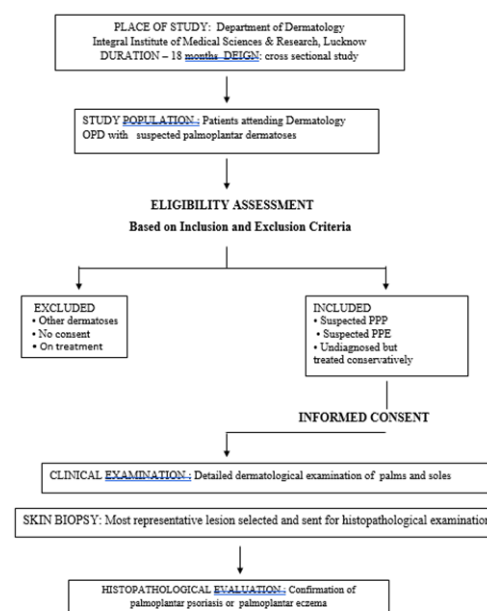 PLACE OF STUDY: Department of Dermatology
Integral Institute of Medical Sciences & Research, Lucknow
DURATION – 18 months DEIGN: cross sectional study
STUDY POPULATION : Patients attending Dermatology
OPD with suspected palmoplantar dermatoses
ELIGIBILITY ASSESSMENT
Based on Inclusion and Exclusion Criteria
EXCLUDED
• Other dermatoses
• No consent
• On treatment
INCLUDED
• Suspected PPP
• Suspected PPE
• Undiagnosed but
treated conservatively
INFORMED CONSENT
CLINICAL EXAMINATION : Detailed dermatological examination of palms and soles
SKIN BIOPSY: Most representative lesion selected and sent for histopathological examination
HISTOPATHOLOGICAL EVALUATION : Confirmation of
palmoplantar psoriasis or palmoplantar eczema